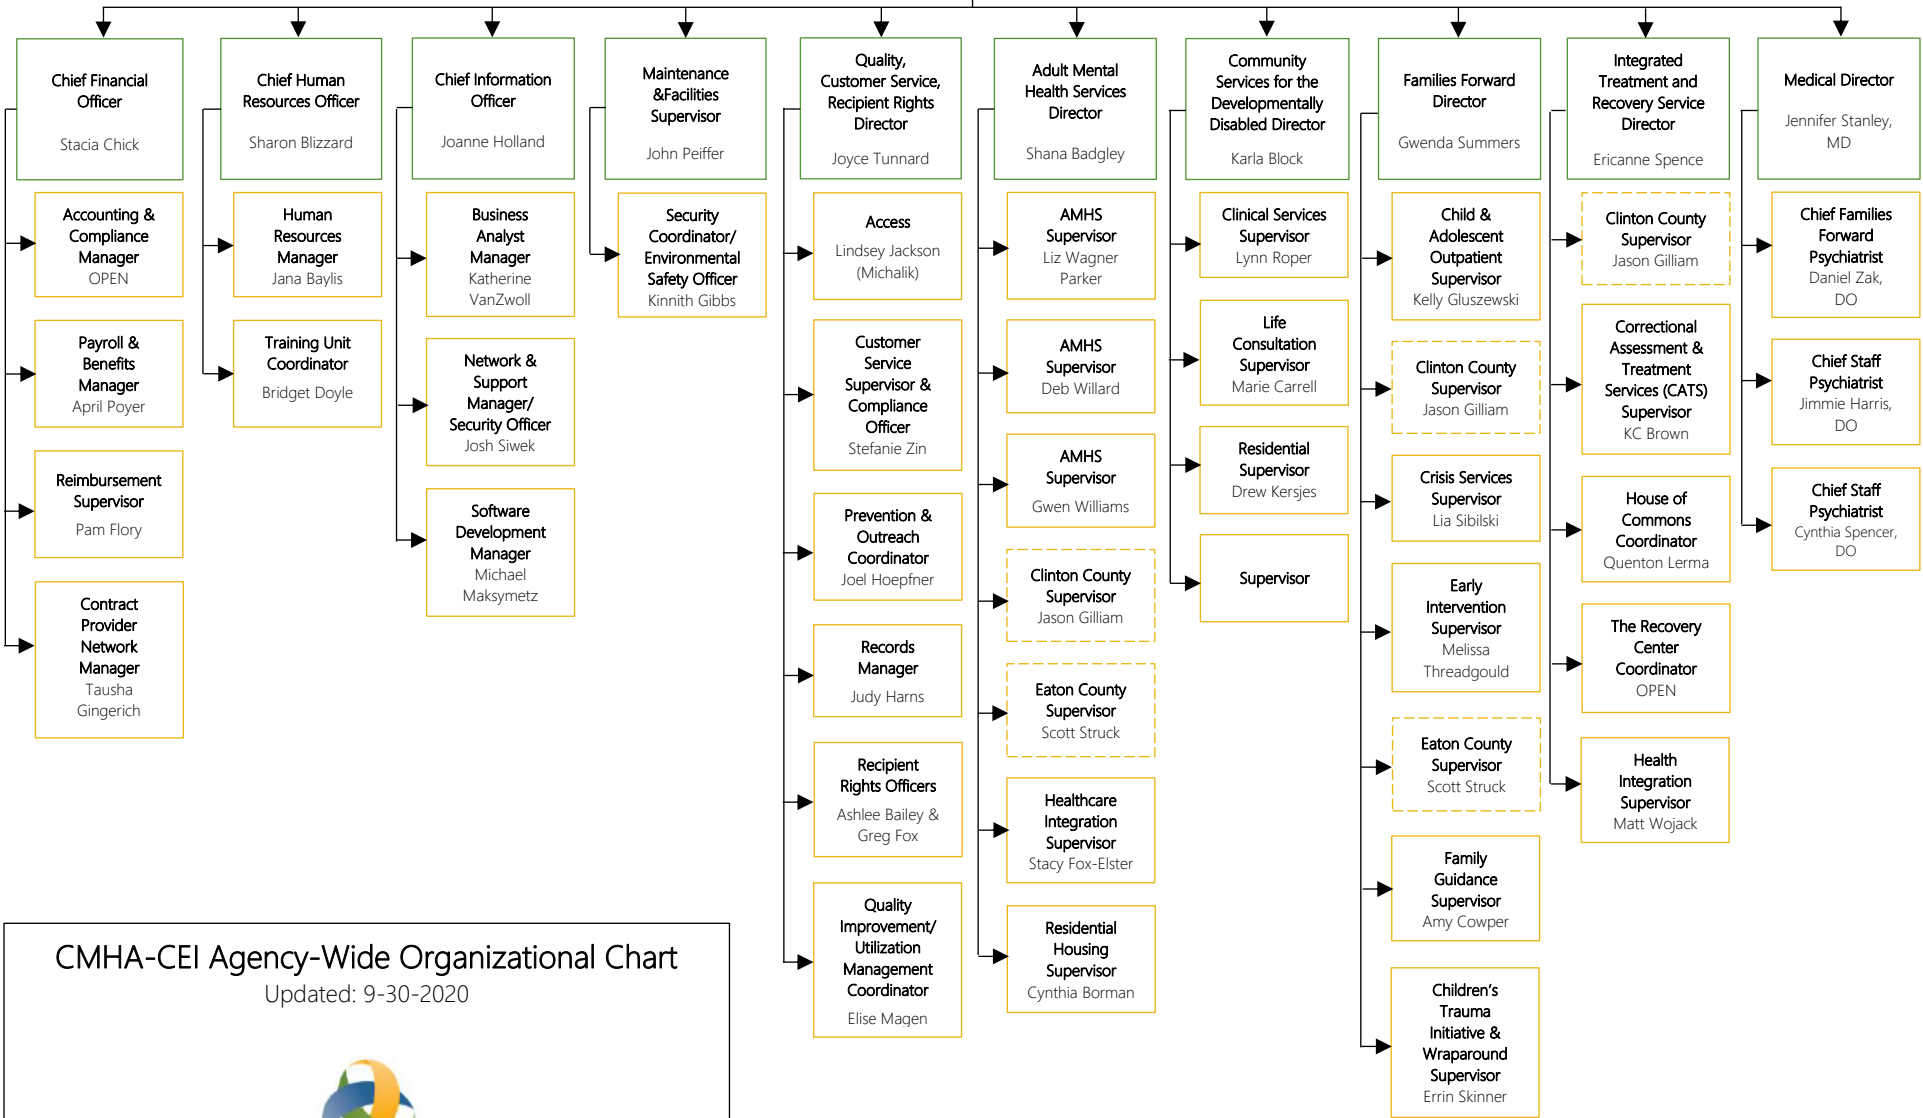 Chief Financial
Officer
Stacia Chick
Accounting &
Compliance
Manager
OPEN
Payroll &
Benefits
Manager
April Poyer
Reimbursement
Supervisor
Pam Flory
Contract
Provider
Network
Manager
Tausha
Gingerich
Chief Human
Resources Officer
Sharon Blizzard
Human
Resources
Manager
Jana Baylis
Training Unit
Coordinator
Bridget Doyle
Chief Information
Officer
Joanne Holland
Business
Analyst
Manager
Katherine
VanZwoll
Network &
Support
Manager/
Security Officer
Josh Siwek
Software
Development
Manager
Michael
Maksymetz
Maintenance
&Facilities
Supervisor
John Peiffer
Security
Coordinator/
Environmental
Safety Officer
Kinnith Gibbs
Quality,
Customer Service,
Recipient Rights
Director
Joyce Tunnard
Access
Lindsey Jackson
(Michalik)
Customer
Service
Supervisor &
Compliance
Officer
Stefanie Zin
Prevention &
Outreach
Coordinator
Joel Hoepfner
Records
Manager
Judy Harns
Recipient
Rights Officers
Ashlee Bailey &
Greg Fox
Quality
Improvement/
Utilization
Management
Coordinator
Elise Magen
Adult Mental
Health Services
Director
Shana Badgley
AMHS
Supervisor
Liz Wagner
Parker
AMHS
Supervisor
Deb Willard
AMHS
Supervisor
Gwen Williams
Clinton County
Supervisor
Jason Gilliam
Eaton County
Supervisor
Scott Struck
Healthcare
Integration
Supervisor
Stacy Fox-Elster
Residential
Housing
Supervisor
Cynthia Borman
Community
Services for the
Developmentally
Disabled Director
Karla Block
Clinical Services
Supervisor
Lynn Roper
Life
Consultation
Supervisor
Marie Carrell
Residential
Supervisor
Drew Kersjes
Supervisor
Families Forward
Director
Gwenda Summers
Child &
Adolescent
Outpatient
Supervisor
Kelly Gluszewski
Clinton County
Supervisor
Jason Gilliam
Crisis Services
Supervisor
Lia Sibilski
Early
Intervention
Supervisor
Melissa
Threadgould
Eaton County
Supervisor
Scott Struck
Family
Guidance
Supervisor
Amy Cowper
Children's
Trauma
Initiative &
Wraparound
Supervisor
Errin Skinner
Integrated
Treatment and
Recovery Service
Director
Ericanne Spence
Clinton County
Supervisor
Jason Gilliam
Correctional
Assessment &
Treatment
Services (CATS)
Supervisor
KC Brown
House of
Commons
Coordinator
Quenton Lerma
The Recovery
Center
Coordinator
OPEN
Health
Integration
Supervisor
Matt Wojack
Medical Director
Jennifer Stanley,
MD
Chief Families
Forward
Psychiatrist
Daniel Zak,
DO
Chief Staff
Psychiatrist
Jimmie Harris,
DO
Chief Staff
Psychiatrist
Cynthia Spencer,
DO
CMHA-CEI Agency-Wide Organizational Chart
Updated: 9-30-2020